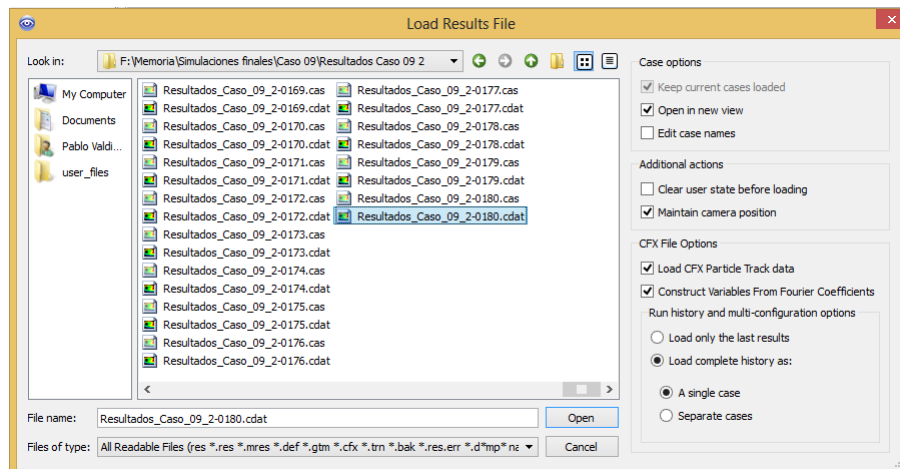 Load Results File
Look in:
F:\Memoria\Simulaciones finales\Caso 09\Resultados Caso 09 2
My Computer
Documents
Pablo Valdi...
user_files
Resultados_Caso_09_2-0169.cas
Resultados_Caso_09_2-0169.cdat
Resultados_Caso_09_2-0170.cas
Resultados_Caso_09_2-0170.cdat
Resultados_Caso_09_2-0171.cas
Resultados_Caso_09_2-0171.cdat
Resultados_Caso_09_2-0172.cas
Resultados_Caso_09_2-0172.cdat
Resultados_Caso_09_2-0173.cas
Resultados_Caso_09_2-0173.cdat
Resultados_Caso_09_2-0174.cas
Resultados_Caso_09_2-0174.cdat
Resultados_Caso_09_2-0175.cas
Resultados_Caso_09_2-0175.cdat
Resultados_Caso_09_2-0176.cas
Resultados_Caso_09_2-0176.cdat
Resultados_Caso_09_2-0177.cas
Resultados_Caso_09_2-0177.cdat
Resultados_Caso_09_2-0178.cas
Resultados_Caso_09_2-0178.cdat
Resultados_Caso_09_2-0179.cas
Resultados_Caso_09_2-0179.cdat
Resultados_Caso_09_2-0180.cas
Resultados_Caso_09_2-0180.cdat
File name:
Resultados_Caso_09_2-0180.cdat
Open
Files of type:
All Readable Files (res *.res *.mres *.def *.gtm *.cfx *.trn *.bak *.res.err *.d*mp* na
Cancel
Case options
Keep current cases loaded
Open in new view
Edit case names
Additional actions
Clear user state before loading
Maintain camera position
CFX File Options
Load CFX Particle Track data
Construct Variables From Fourier Coefficients
Run history and multi-configuration options
Load only the last results
Load complete history as:
A single case
Separate cases